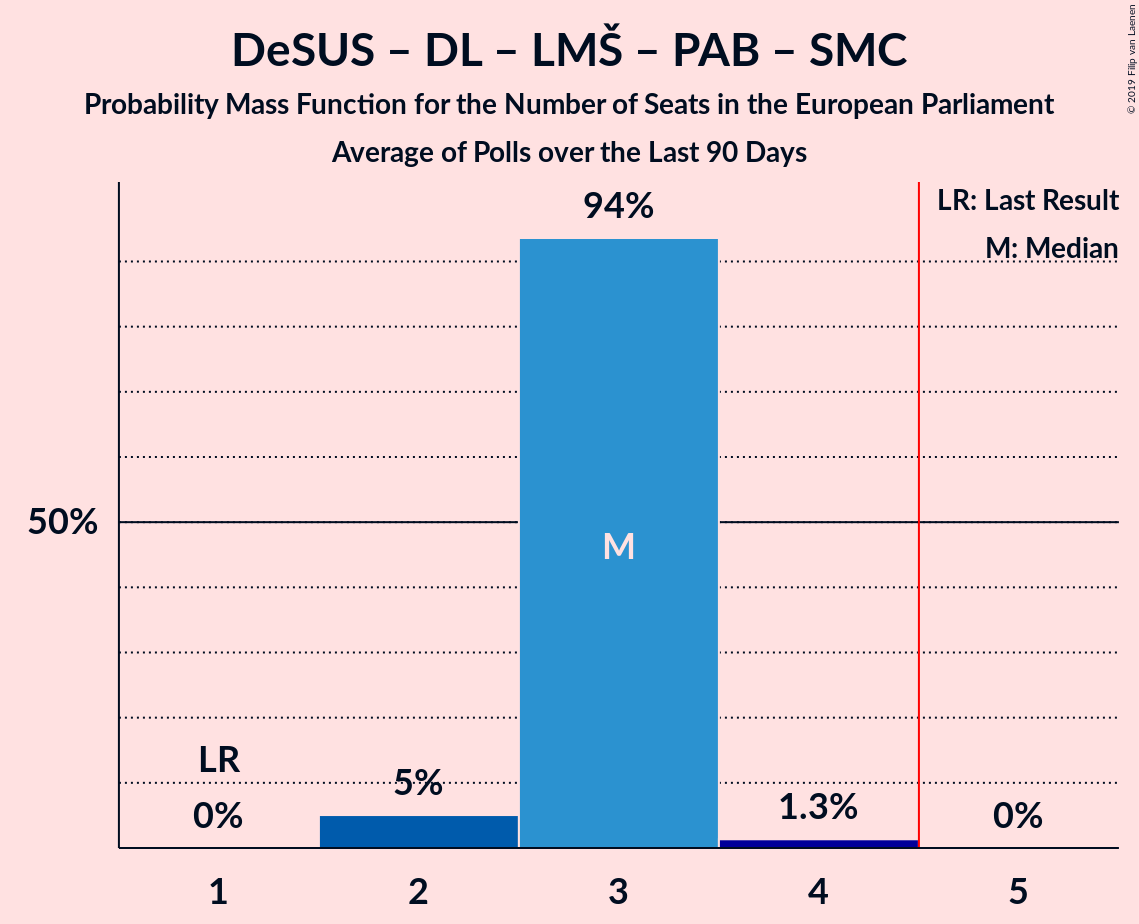 DeSUS – DL – LMŠ – PAB – SMC
Probability Mass Function for the Number of Seats in the European Parliament
Average of Polls over the Last 90 Days
© 2019 Filip van Laenen
LR: Last Result
M: Median
94%
50%
M
LR
0%
5%
1.3%
0%
1
2
3
4
5